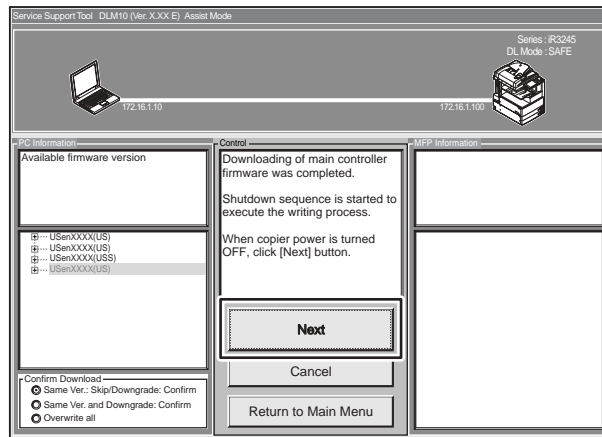 Service Support Tool DLM10 (Ver. X.XX E) Assist Mode
Series : iR3245
DL Mode : SAFE
172.16.1.10
172.16.1.100
PC Information
Available firmware version
USenXXXX(US)
USenXXXX(US)
USenXXXX(USS)
USenXXXX(US)
Confirm Download
Same Ver.: Skip/Downgrade: Confirm
Same Ver. and Downgrade: Confirm
Overwrite all
Control
Downloading of main controller
firmware was completed.
Shutdown sequence is started to
execute the writing process.
When copier power is turned
OFF, click [Next] button.
Next
Cancel
Return to Main Menu
MFP Information